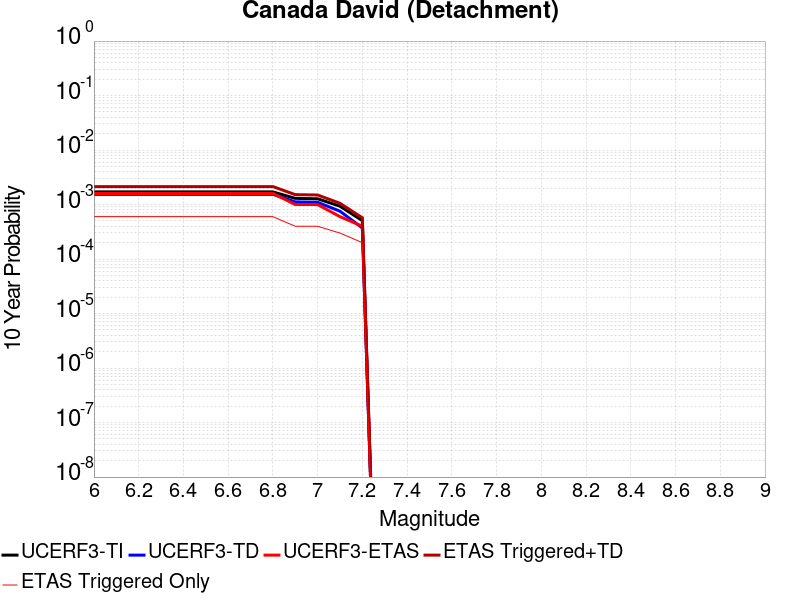 Canada David (Detachment)
10^0
10^-1
10^-2
10^-3
10^-4
10^-5
10^-6
10^-7
10^-8
10 Year Probability
6 6.2 6.4 6.6 6.8 7 7.2 7.4 7.6 7.8 8 8.2 8.4 8.6 8.8 9
Magnitude
UCERF3-TI UCERF3-TD UCERF3-ETAS ETAS Triggered+TD
ETAS Triggered Only